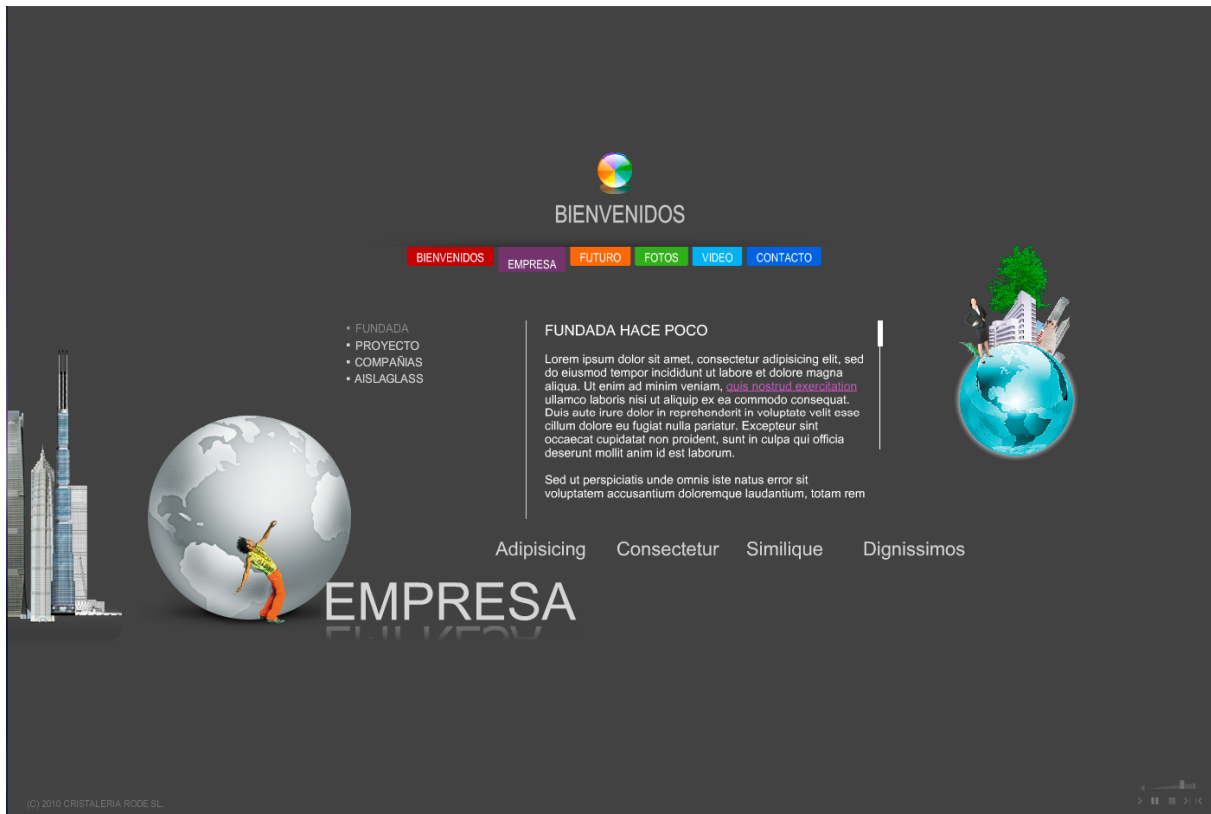 BIENVENIDOS
BIENVENIDOS
EMPRESA
FUTURO
FOTOS
VIDEO
CONTACTO
▪ FUNDADA
▪ PROYECTO
▪ COMPAÑIAS
▪ AISLAGLASS
FUNDADA HACE POCO
Lorem ipsum dolor sit amet, consectetur adipisicing elit, sed
do eiusmod tempor incididunt ut labore et dolore magna
aliqua. Ut enim ad minim veniam, quis nostrud exercitation
ullamco laboris nisi ut aliquip ex ea commodo consequat.
Duis aute irure dolor in reprehenderit in voluptate velit esse
cillum dolore eu fugiat nulla pariatur. Excepteur sint
occaecat cupidatat non proident, sunt in culpa qui officia
deserunt mollit anim id est laborum.
Sed ut perspiciatis unde omnis iste natus error sit
voluptatem accusantium doloremque laudantium, totam rem
Adipisicing
Consectetur
Similique
Dignissimos
EMPRESA
(C) 2010 CRISTALERIA RODE SL.